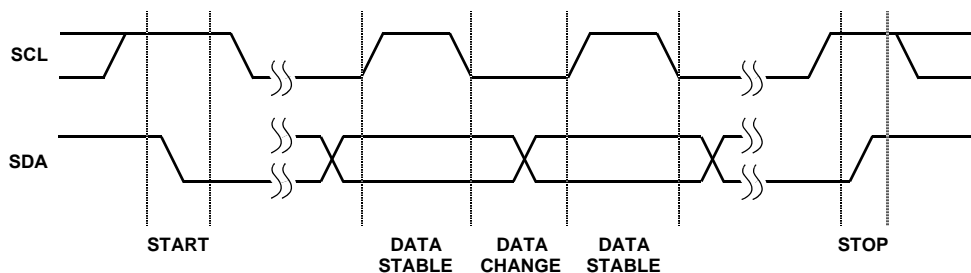 SCL
SDA
START
DATA
STABLE
DATA
CHANGE
DATA
STABLE
STOP